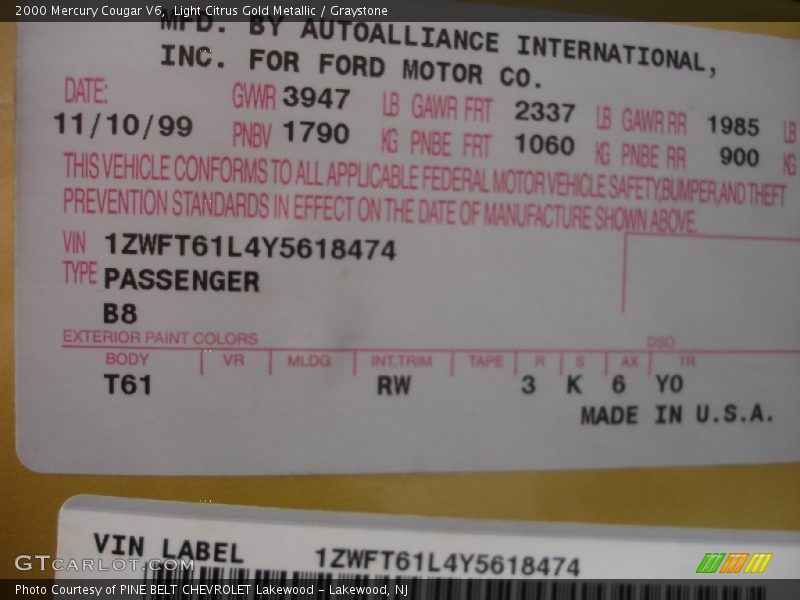 2000 Mercury Cougar V6, Light Citrus Gold Metallic / Graystone
MFD. BY AUTOALLIANCE INTERNATIONAL,
INC. FOR FORD MOTOR CO.
DATE: GVWR 3947 LB GAWR FRT 2337 LB GAWR RR 1985 LB
11/10/99 PNBV 1790 KG PNBE FRT 1060 KG PNBE RR 900 KG
THIS VEHICLE CONFORMS TO ALL APPLICABLE FEDERAL MOTOR VEHICLE SAFETY, BUMPER, AND THEFT
PREVENTION STANDARDS IN EFFECT ON THE DATE OF MANUFACTURE SHOWN ABOVE.
VIN 1ZWFT61L4Y5618474
TYPE PASSENGER
B8
EXTERIOR PAINT COLORS DSO
BODY VR MLDG INT.TRIM TAPE R S AX TR
T61 RW 3 K 6 Y0
MADE IN U.S.A.
VIN LABEL 1ZWFT61L4Y5618474
GTCARLOT.COM
Photo Courtesy of PINE BELT CHEVROLET Lakewood - Lakewood, NJ